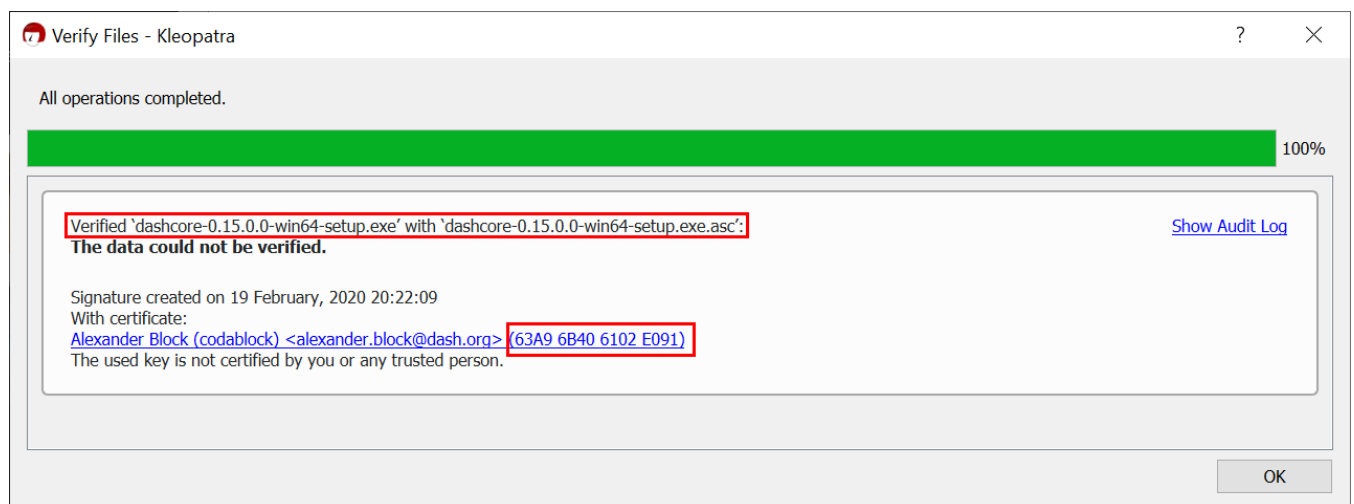 Verify Files - Kleopatra
?
All operations completed.
100%
Verified ‘dashcore-0.15.0.0-win64-setup.exe’ with ‘dashcore-0.15.0.0-win64-setup.exe.asc’:
Show Audit Log
The data could not be verified.
Signature created on 19 February, 2020 20:22:09
With certificate:
Alexander Block (codablock) <alexander.block@dash.org> (63A9 6B40 6102 E091)
The used key is not certified by you or any trusted person.
OK